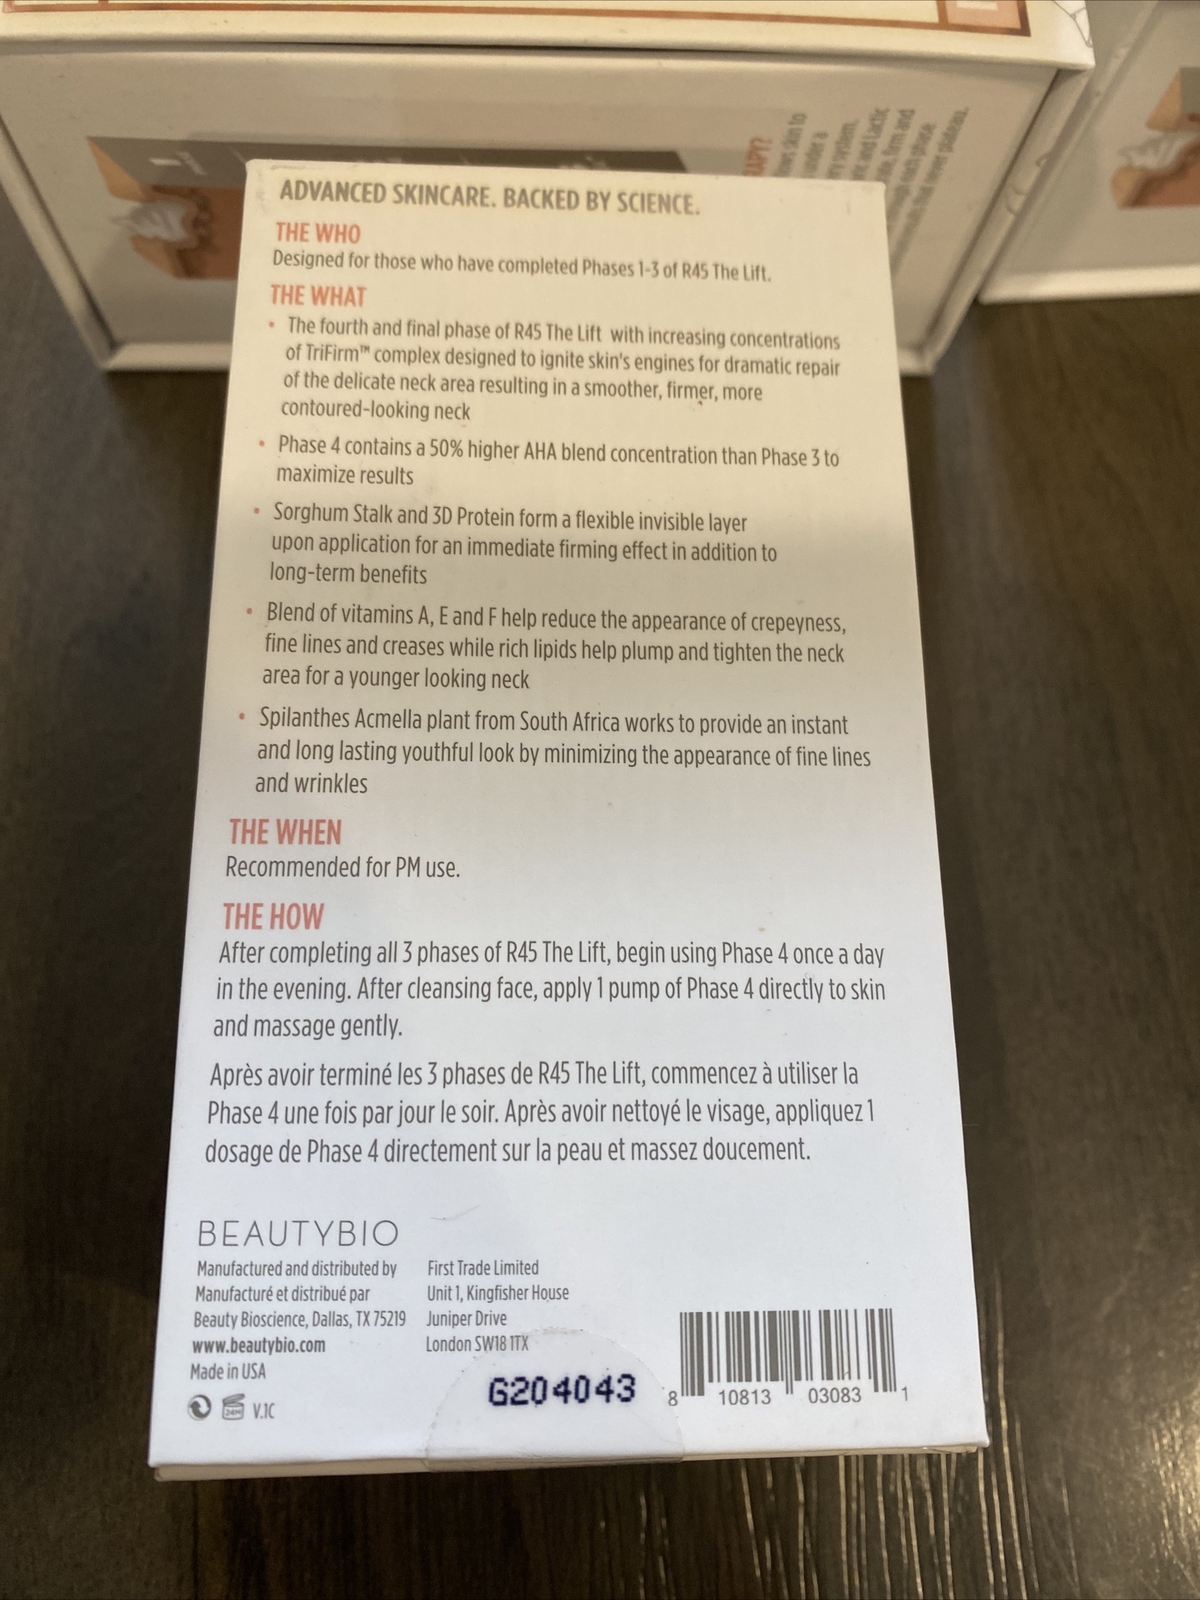 ADVANCED SKINCARE. BACKED BY SCIENCE.
THE WHO
Designed for those who have completed Phases 1-3 of R45 The Lift.
THE WHAT
• The fourth and final phase of R45 The Lift with increasing concentrations
of TriFirm™ complex designed to ignite skin's engines for dramatic repair
of the delicate neck area resulting in a smoother, firmer, more
contoured-looking neck
• Phase 4 contains a 50% higher AHA blend concentration than Phase 3 to
maximize results
• Sorghum Stalk and 3D Protein form a flexible invisible layer
upon application for an immediate firming effect in addition to
long-term benefits
• Blend of vitamins A, E and F help reduce the appearance of crepeyness,
fine lines and creases while rich lipids help plump and tighten the neck
area for a younger looking neck
• Spilanthes Acmella plant from South Africa works to provide an instant
and long lasting youthful look by minimizing the appearance of fine lines
and wrinkles
THE WHEN
Recommended for PM use.
THE HOW
After completing all 3 phases of R45 The Lift, begin using Phase 4 once a day
in the evening. After cleansing face, apply 1 pump of Phase 4 directly to skin
and massage gently.
Après avoir terminé les 3 phases de R45 The Lift, commencez à utiliser la
Phase 4 une fois par jour le soir. Après avoir nettoyé le visage, appliquez 1
dosage de Phase 4 directement sur la peau et massez doucement.
BEAUTYBIO
Manufactured and distributed by
Manufacturé et distribué par
Beauty Bioscience, Dallas, TX 75219
www.beautybio.com
Made in USA
24M V.1C
First Trade Limited
Unit 1, Kingfisher House
Juniper Drive
London SW18 1TX
G204043
8 10813 03083 1